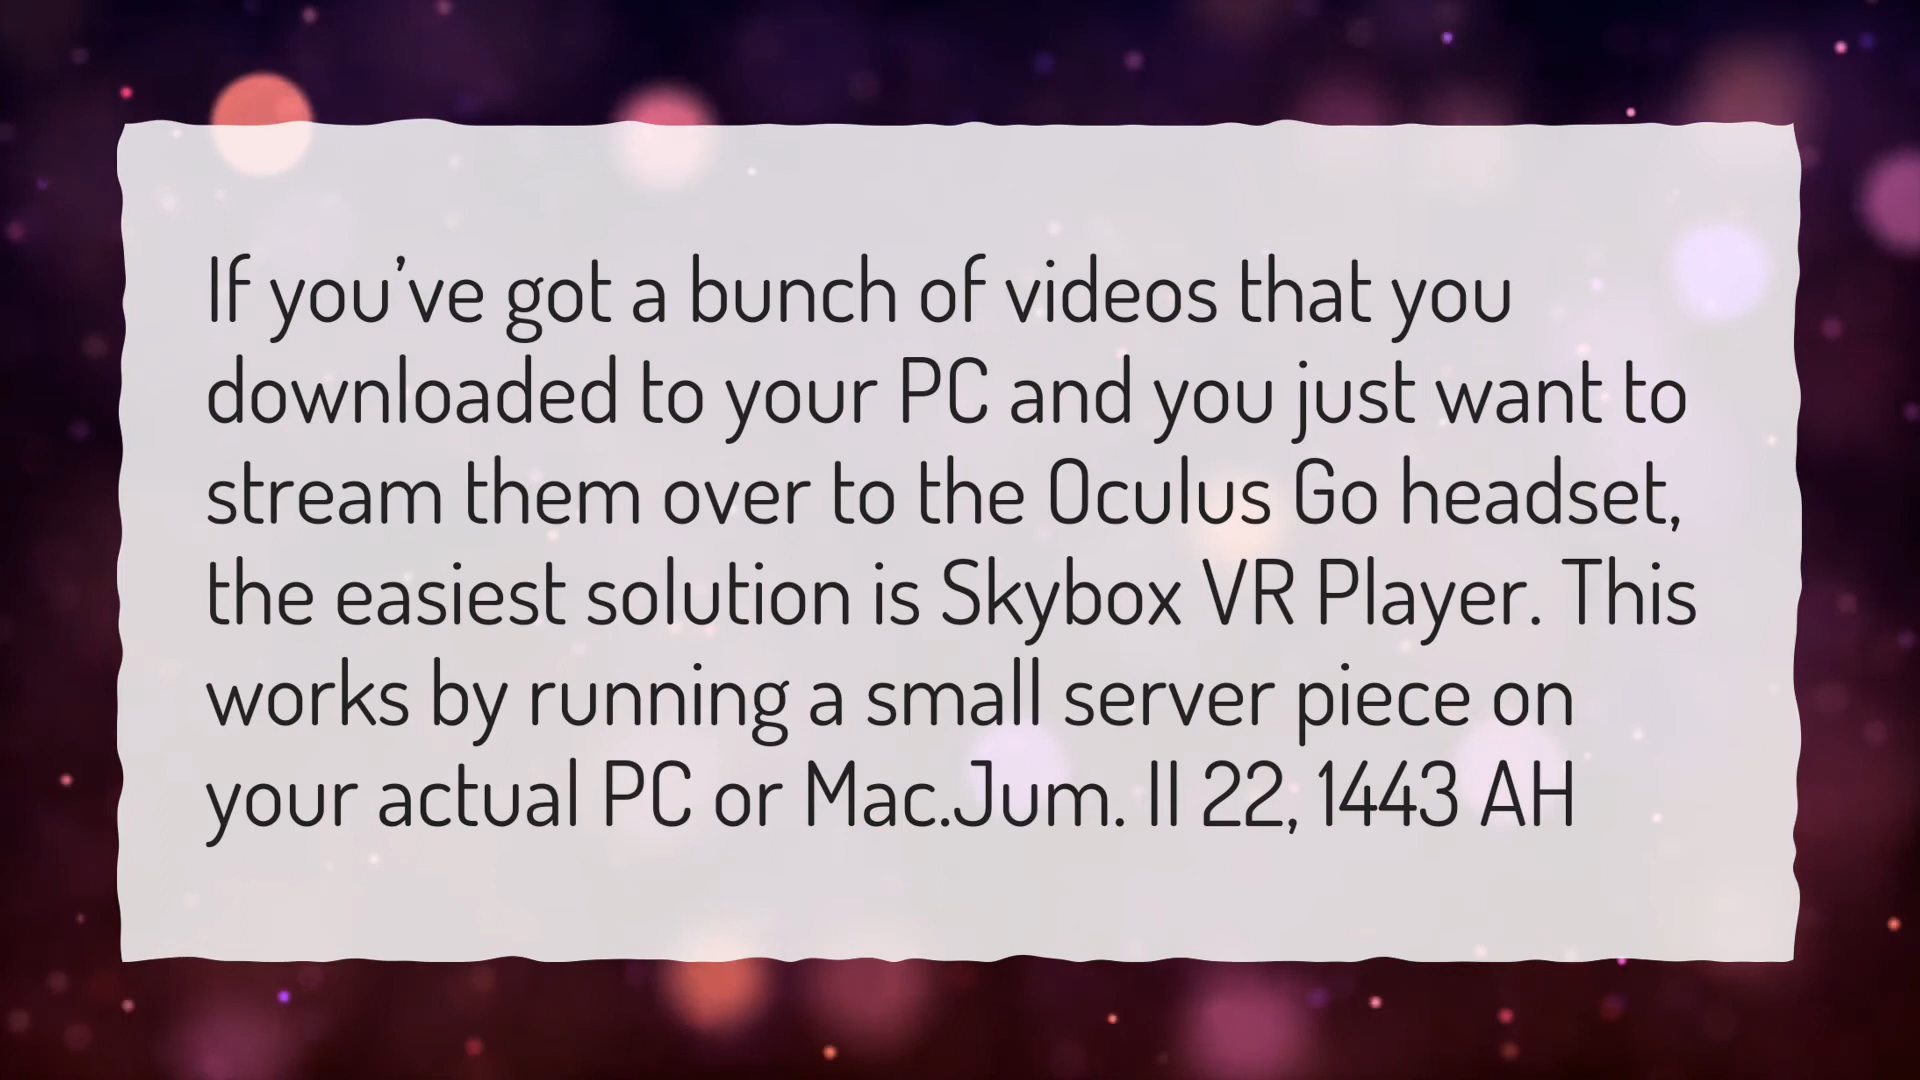 If you’ve got a bunch of videos that you
downloaded to your PC and you just want to
stream them over to the Oculus Go headset,
the easiest solution is Skybox VR Player. This
works by running a small server piece on
your actual PC or Mac.Jum. II 22, 1443 AH